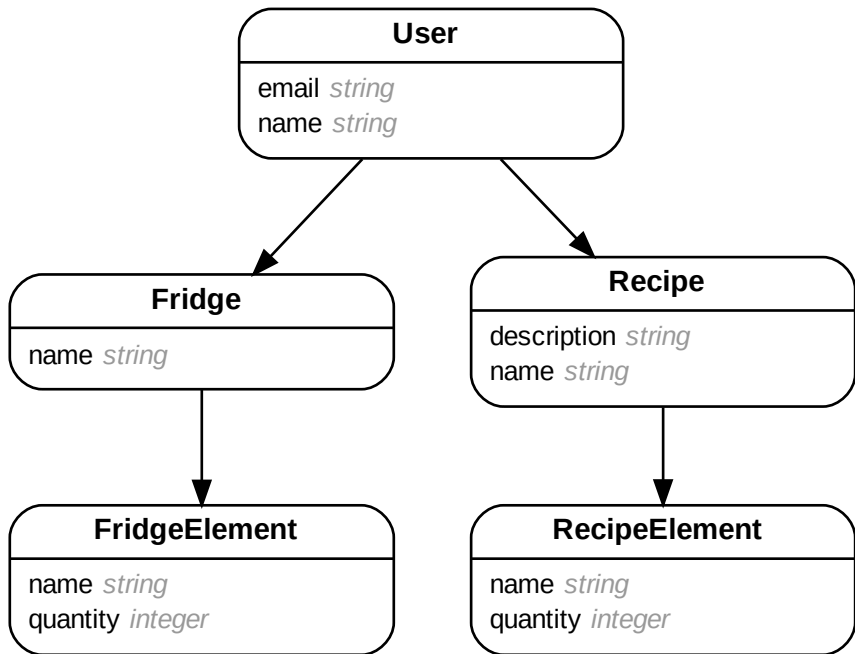 User
email string
name string
Fridge
name string
Recipe
description string
name string
FridgeElement
name string
quantity integer
RecipeElement
name string
quantity integer